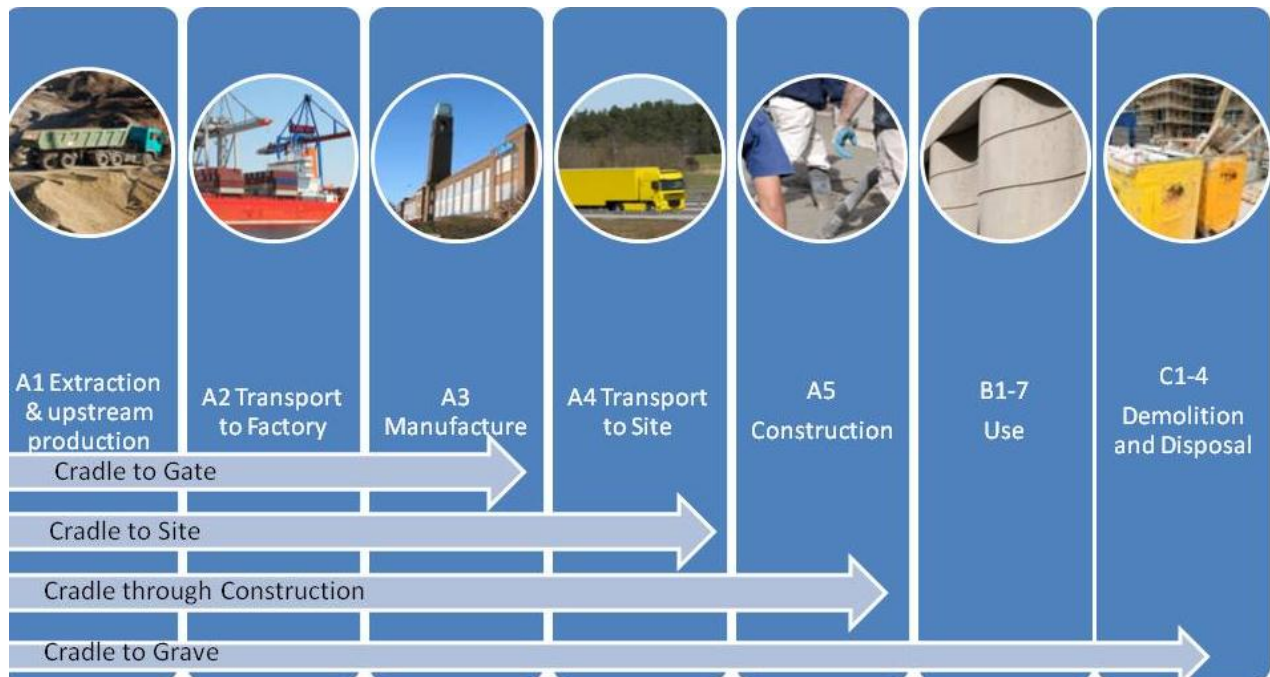 A1 Extraction
& upstream
production
A2 Transport
to Factory
A3
Manufacture
A4 Transport
to Site
A5
Construction
B1-7
Use
C1-4
Demolition
and Disposal
Cradle to Gate
Cradle to Site
Cradle through Construction
Cradle to Grave